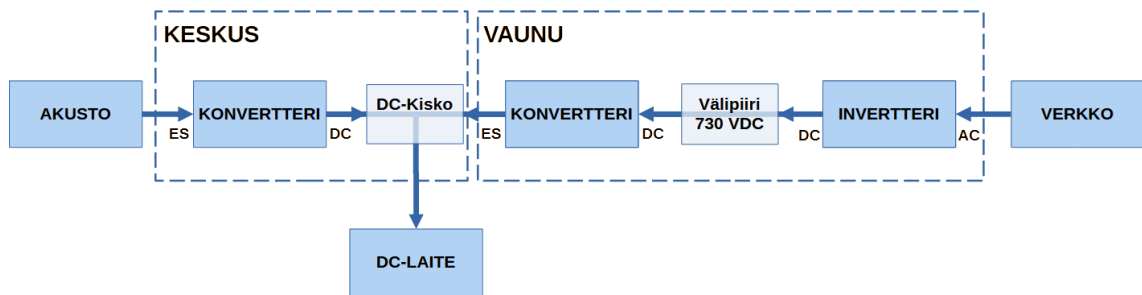 KESKUS
VAUNU
AKUSTO
ES
KONVERTTERI
DC
DC-Kisko
ES
KONVERTTERI
DC
Välipiiri
730 VDC
DC
INVERTTERI
AC
VERKKO
DC-LAITE